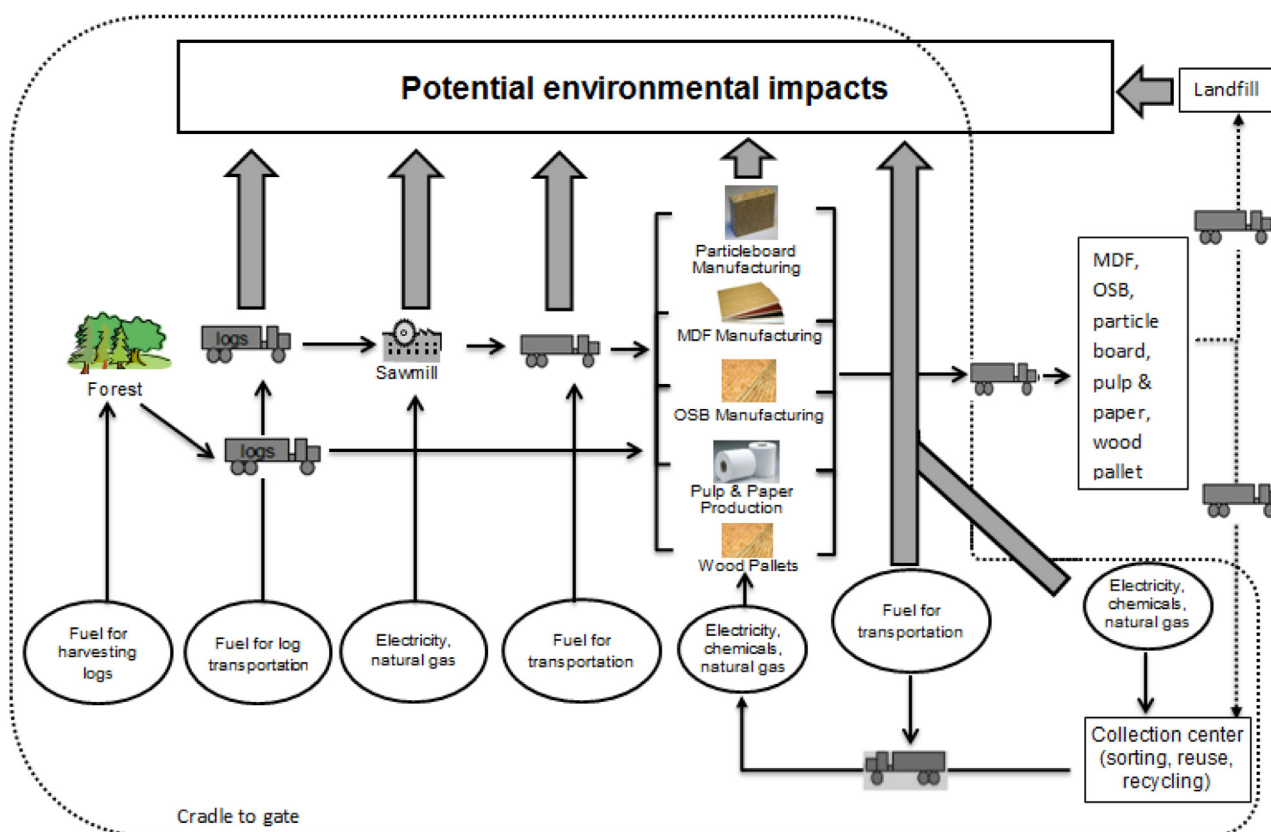 Potential environmental impacts
Landfill
Particleboard
Manufacturing
MDF Manufacturing
OSB Manufacturing
Pulp & Paper
Production
Wood Pallets
logs
Sawmill
Forest
logs
MDF,
OSB,
particle
board,
pulp &
paper,
wood
pallet
Fuel for
harvesting
logs
Fuel for log
transportation
Electricity,
natural gas
Fuel for
transportation
Electricity,
chemicals,
natural gas
Fuel for
transportation
Electricity,
chemicals,
natural gas
Collection center
(sorting, reuse,
recycling)
Cradle to gate